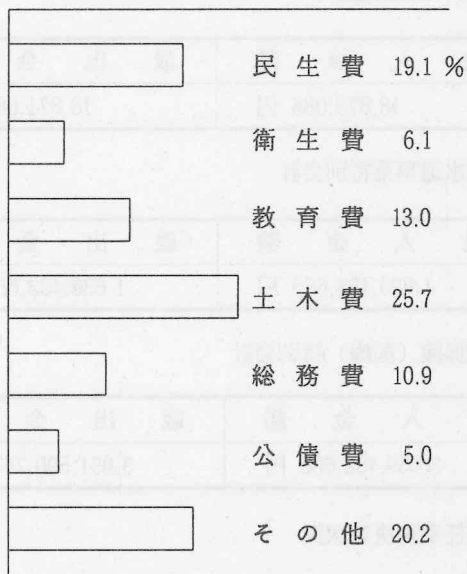 民生費 19.1 %
衛生費 6.1
教育費 13.0
土木費 25.7
総務費 10.9
公債費 5.0
その他 20.2